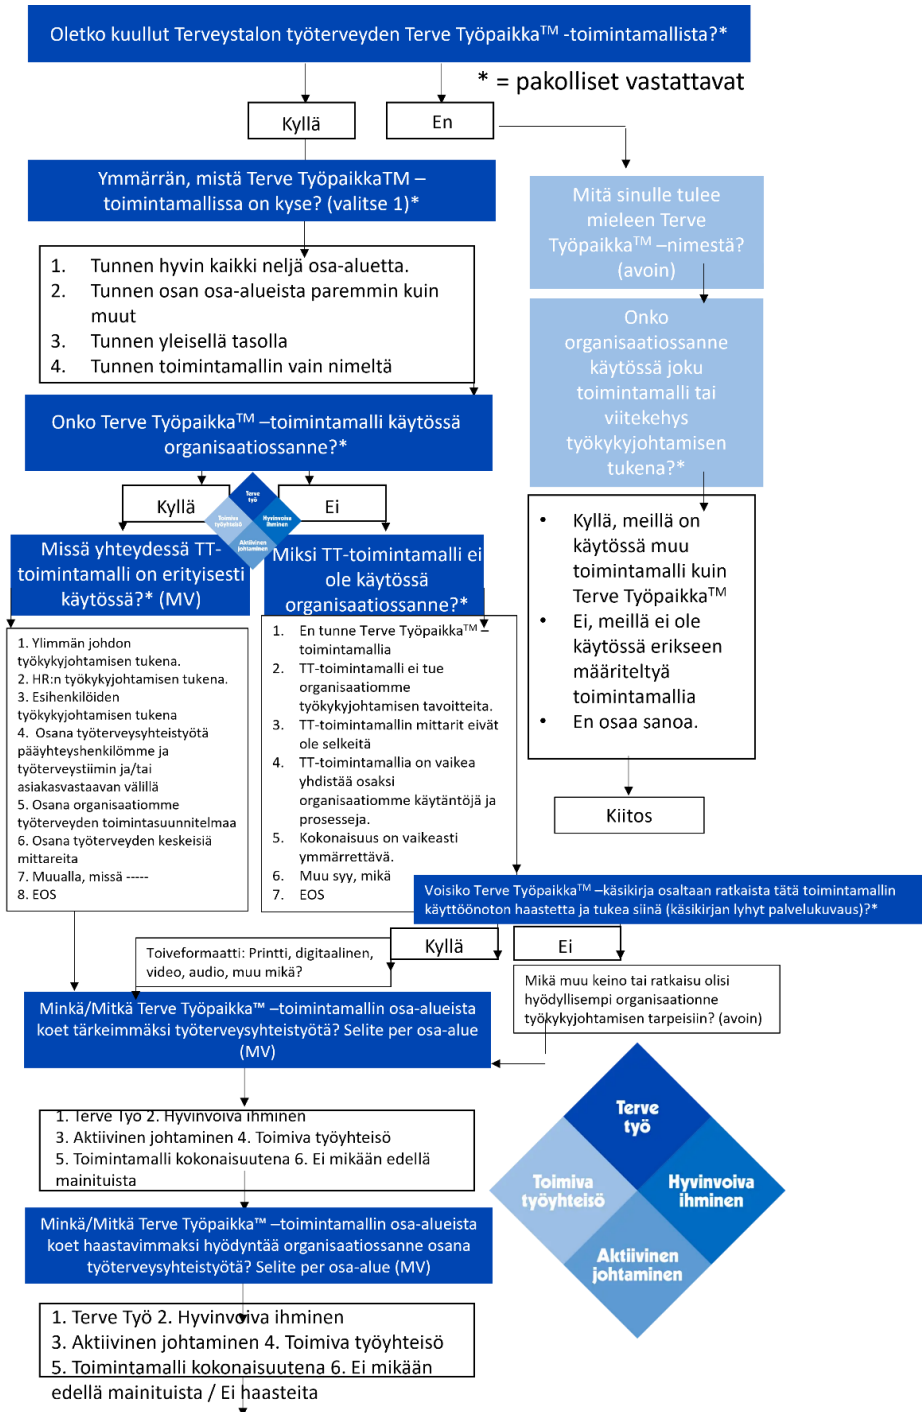 Oletko kuullut Terveystalon työterveyden Terve Työpaikka™ -toimintamallista?*
* = pakolliset vastattavat
Kyllä
En
Ymmärrän, mistä Terve TyöpaikkaTM –
toimintamallissa on kyse? (valitse 1)*
1. Tunnen hyvin kaikki neljä osa-aluetta.
2. Tunnen osan osa-alueista paremmin kuin
muut
3. Tunnen yleisellä tasolla
4. Tunnen toimintamallin vain nimeltä
Mitä sinulle tulee
mieleen Terve
Työpaikka™ –nimestä?
(avoin)
Onko
organisaatiossanne
käytössä joku
toimintamalli tai
viitekehys
työkykyjohtamisen
tukena?*
Onko Terve Työpaikka™ –toimintamalli käytössä
organisaatiossanne?*
Kyllä
Ei
Terve
työ
Toimiva
työyhteisö
Hyvinvoiva
ihminen
Aktiivinen
johtaminen
• Kyllä, meillä on
käytössä muu
toimintamalli kuin
Terve Työpaikka™
• Ei, meillä ei ole
käytössä erikseen
määriteltyä
toimintamallia
• En osaa sanoa.
Kiitos
Missä yhteydessä TT-
toimintamalli on erityisesti
käytössä?* (MV)
1. Ylimmän johdon
työkykyjohtamisen tukena.
2. HR:n työkykyjohtamisen tukena.
3. Esihenkilöiden
työkykyjohtamisen tukena
4. Osana työterveysyhteistyötä
pääyhteyshenkilömme ja
työterveystiimin ja/tai
asiakasvastaavan välillä
5. Osana organisaatiomme
työterveyden toimintasuunnitelmaa
6. Osana työterveyden keskeisiä
mittareita
7. Muualla, missä -----
8. EOS
Miksi TT-toimintamalli ei
ole käytössä
organisaatiossanne?*
1. En tunne Terve Työpaikka™ –
toimintamallia
2. TT-toimintamalli ei tue
organisaatiomme
työkykyjohtamisen tavoitteita.
3. TT-toimintamallin mittarit eivät
ole selkeitä
4. TT-toimintamallia on vaikea
yhdistää osaksi
organisaatiomme käytäntöjä ja
prosesseja.
5. Kokonaisuus on vaikeasti
ymmärrettävä.
6. Muu syy, mikä
7. EOS
Voisiko Terve Työpaikka™ –käsikirja osaltaan ratkaista tätä toimintamallin
käyttöönoton haastetta ja tukea siinä (käsikirjan lyhyt palvelukuvaus)?*
Kyllä
Ei
Toiveformaatti: Printti, digitaalinen,
video, audio, muu mikä?
Mikä muu keino tai ratkaisu olisi
hyödyllisempi organisaationne
työkykyjohtamisen tarpeisiin? (avoin)
Minkä/Mitkä Terve Työpaikka™ –toimintamallin osa-alueista
koet tärkeimmäksi työterveysyhteistyötä? Selite per osa-alue
(MV)
1. Terve Työ 2. Hyvinvoiva ihminen
3. Aktiivinen johtaminen 4. Toimiva työyhteisö
5. Toimintamalli kokonaisuutena 6. Ei mikään edellä
mainituista
Minkä/Mitkä Terve Työpaikka™ –toimintamallin osa-alueista
koet haastavimmaksi hyödyntää organisaatiossanne osana
työterveysyhteistyötä? Selite per osa-alue (MV)
1. Terve Työ 2. Hyvinvoiva ihminen
3. Aktiivinen johtaminen 4. Toimiva työyhteisö
5. Toimintamalli kokonaisuutena 6. Ei mikään
edellä mainituista / Ei haasteita
Terve
työ
Toimiva
työyhteisö
Hyvinvoiva
ihminen
Aktiivinen
johtaminen